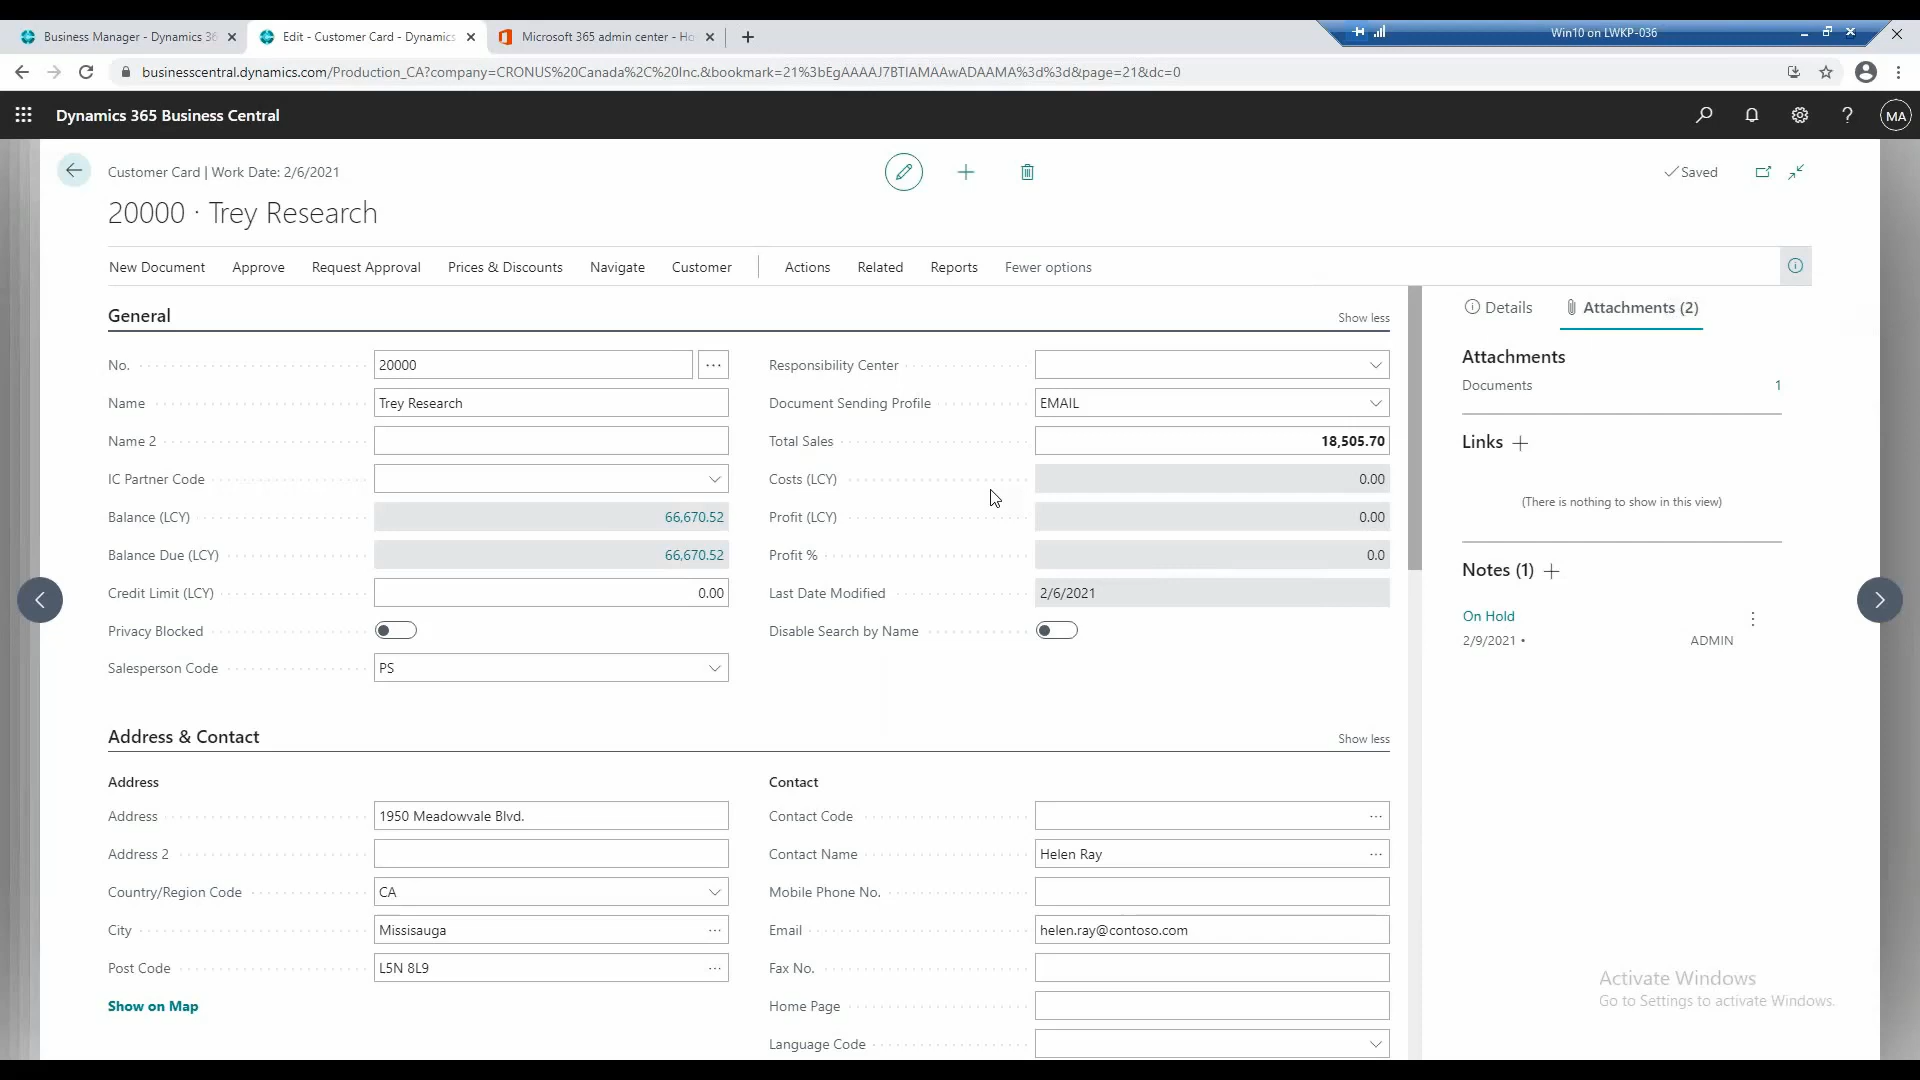 Business Manager - Dynamics 36
Edit - Customer Card - Dynamics
Microsoft 365 admin center - Ho
Win10 on LWKP-036
businesscentral.dynamics.com/Production_CA?company=CRONUS%20Canada%2C%20Inc.&bookmark=21%3bEgAAAAJ7BTIAMAAwADAAMA%3d%3d&page=21&dc=0
Dynamics 365 Business Central
MA
Customer Card | Work Date: 2/6/2021
Saved
20000 · Trey Research
New Document
Approve
Request Approval
Prices & Discounts
Navigate
Customer
Actions
Related
Reports
Fewer options
General
Show less
No.
20000
Name
Trey Research
Name 2
IC Partner Code
Balance (LCY)
66,670.52
Balance Due (LCY)
66,670.52
Credit Limit (LCY)
0.00
Privacy Blocked
Salesperson Code
PS
Responsibility Center
Document Sending Profile
EMAIL
Total Sales
18,505.70
Costs (LCY)
0.00
Profit (LCY)
0.00
Profit %
0.0
Last Date Modified
2/6/2021
Disable Search by Name
Address & Contact
Show less
Address
Address
1950 Meadowvale Blvd.
Address 2
Country/Region Code
CA
City
Missisauga
Post Code
L5N 8L9
Show on Map
Contact
Contact Code
Contact Name
Helen Ray
Mobile Phone No.
Email
helen.ray@contoso.com
Fax No.
Home Page
Language Code
Details
Attachments (2)
Attachments
Documents
1
Links
(There is nothing to show in this view)
Notes (1)
On Hold
2/9/2021 •
ADMIN
Activate Windows
Go to Settings to activate Windows.